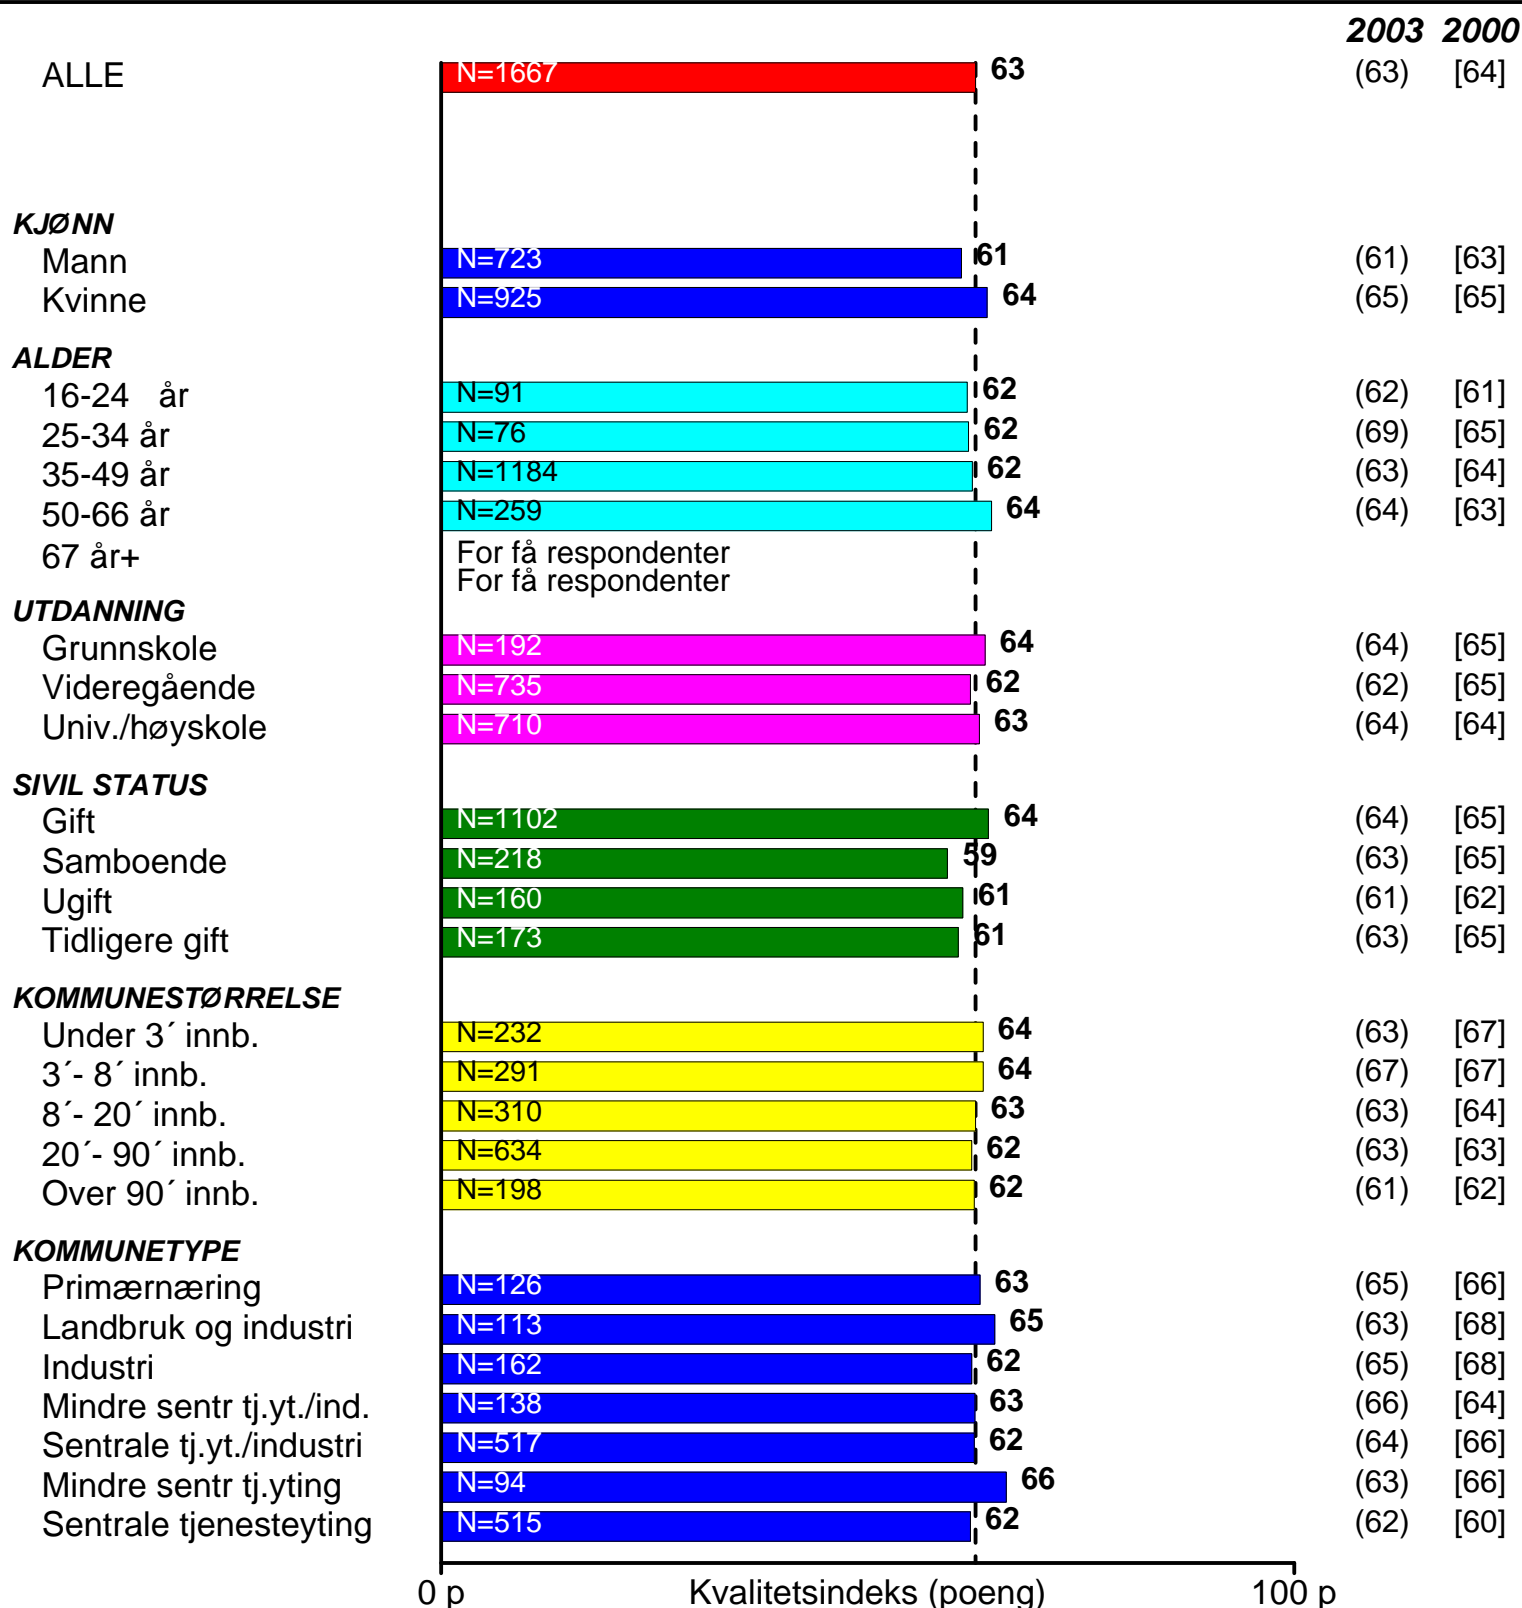 2003 2000
ALLE N=1667 63 (63) [64]
KJØNN
Mann N=723 61 (61) [63]
Kvinne N=925 64 (65) [65]
ALDER
16-24 år N=91 62 (62) [61]
25-34 år N=76 62 (69) [65]
35-49 år N=1184 62 (63) [64]
50-66 år N=259 64 (64) [63]
67 år+ For få respondenter
For få respondenter
UTDANNING
Grunnskole N=192 64 (64) [65]
Videregående N=735 62 (62) [65]
Univ./høyskole N=710 63 (64) [64]
SIVIL STATUS
Gift N=1102 64 (64) [65]
Samboende N=218 59 (63) [65]
Ugift N=160 61 (61) [62]
Tidligere gift N=173 61 (63) [65]
KOMMUNESTØRRELSE
Under 3´ innb. N=232 64 (63) [67]
3´- 8´ innb. N=291 64 (67) [67]
8´- 20´ innb. N=310 63 (63) [64]
20´- 90´ innb. N=634 62 (63) [63]
Over 90´ innb. N=198 62 (61) [62]
KOMMUNETYPE
Primærnæring N=126 63 (65) [66]
Landbruk og industri N=113 65 (63) [68]
Industri N=162 62 (65) [68]
Mindre sentr tj.yt./ind. N=138 63 (66) [64]
Sentrale tj.yt./industri N=517 62 (64) [66]
Mindre sentr tj.yting N=94 66 (63) [66]
Sentrale tjenesteyting N=515 62 (62) [60]
0 p Kvalitetsindeks (poeng) 100 p